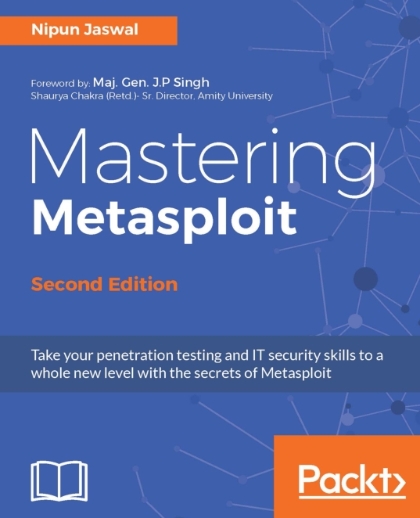 Nipun Jaswal
Foreword by: Maj. Gen. J.P Singh
Shaurya Chakra (Retd.)- Sr. Director, Amity University
Mastering
Metasploit
Second Edition
Take your penetration testing and IT security skills to a
whole new level with the secrets of Metasploit
Packt>